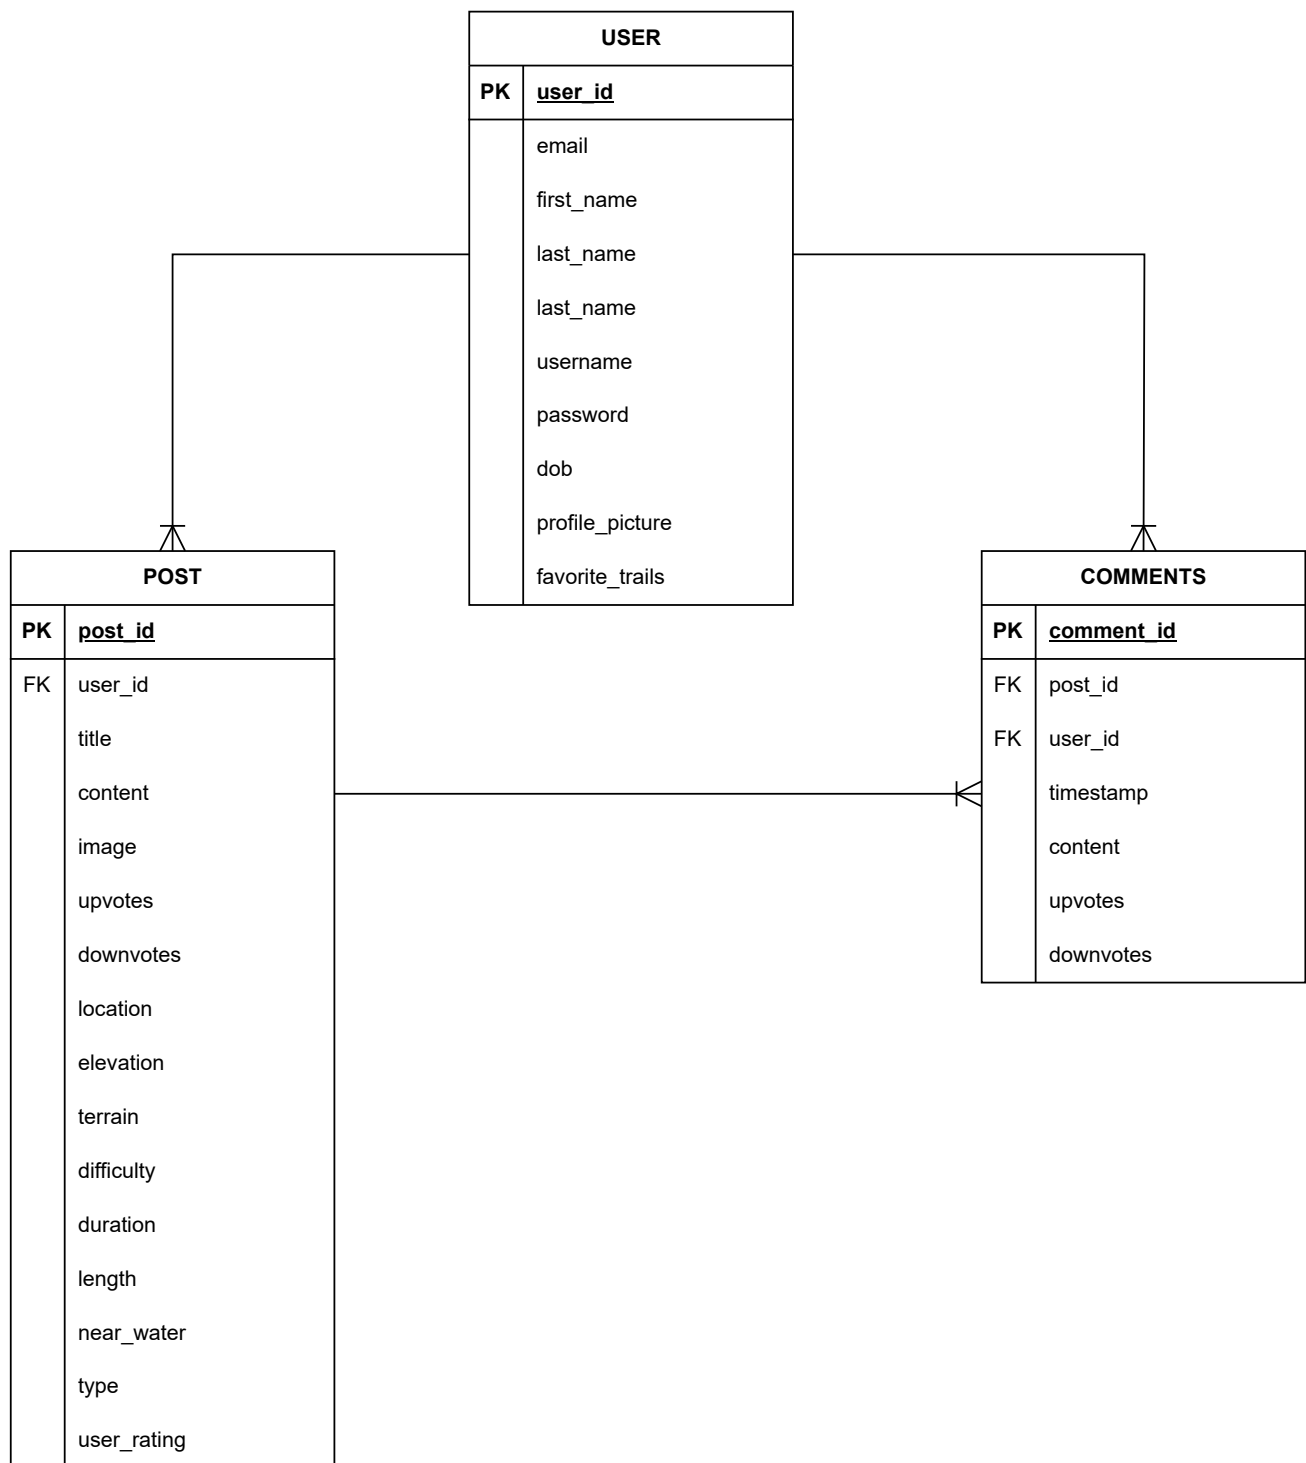 USER
PK user_id
email
first_name
last_name
last_name
username
password
dob
profile_picture
favorite_trails
POST
PK post_id
FK user_id
title
content
image
upvotes
downvotes
location
elevation
terrain
difficulty
duration
length
near_water
type
user_rating
COMMENTS
PK comment_id
FK post_id
FK user_id
timestamp
content
upvotes
downvotes